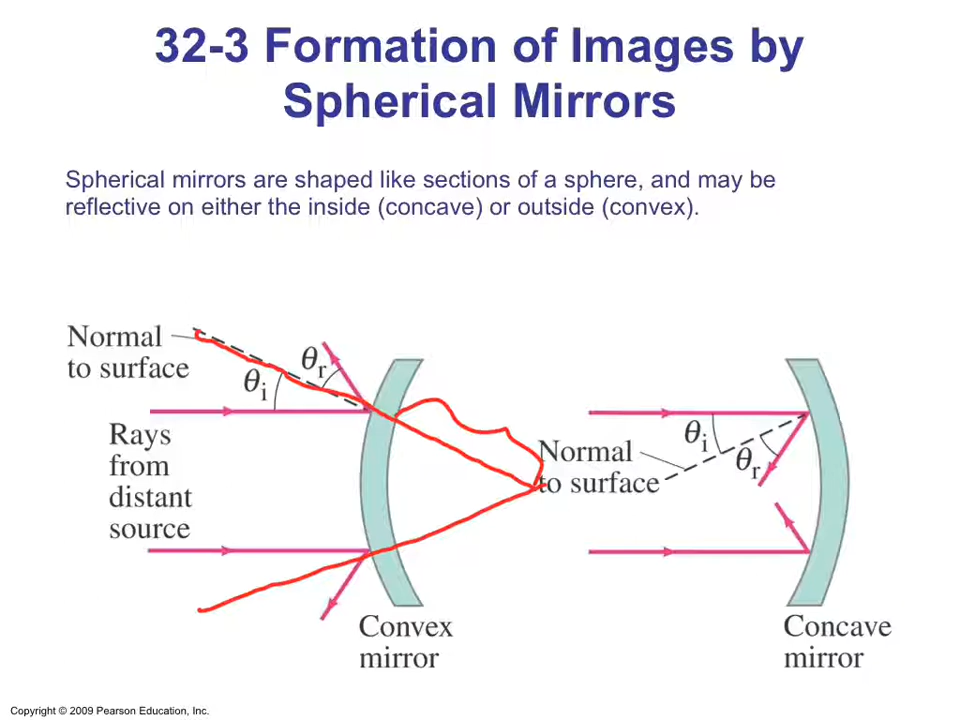 32-3 Formation of Images by
Spherical Mirrors
Spherical mirrors are shaped like sections of a sphere, and may be
reflective on either the inside (concave) or outside (convex).
Normal
to surface
θi
θr
Rays
from
distant
source
Convex
mirror
Normal
to surface
θi
θr
Concave
mirror
Copyright © 2009 Pearson Education, Inc.